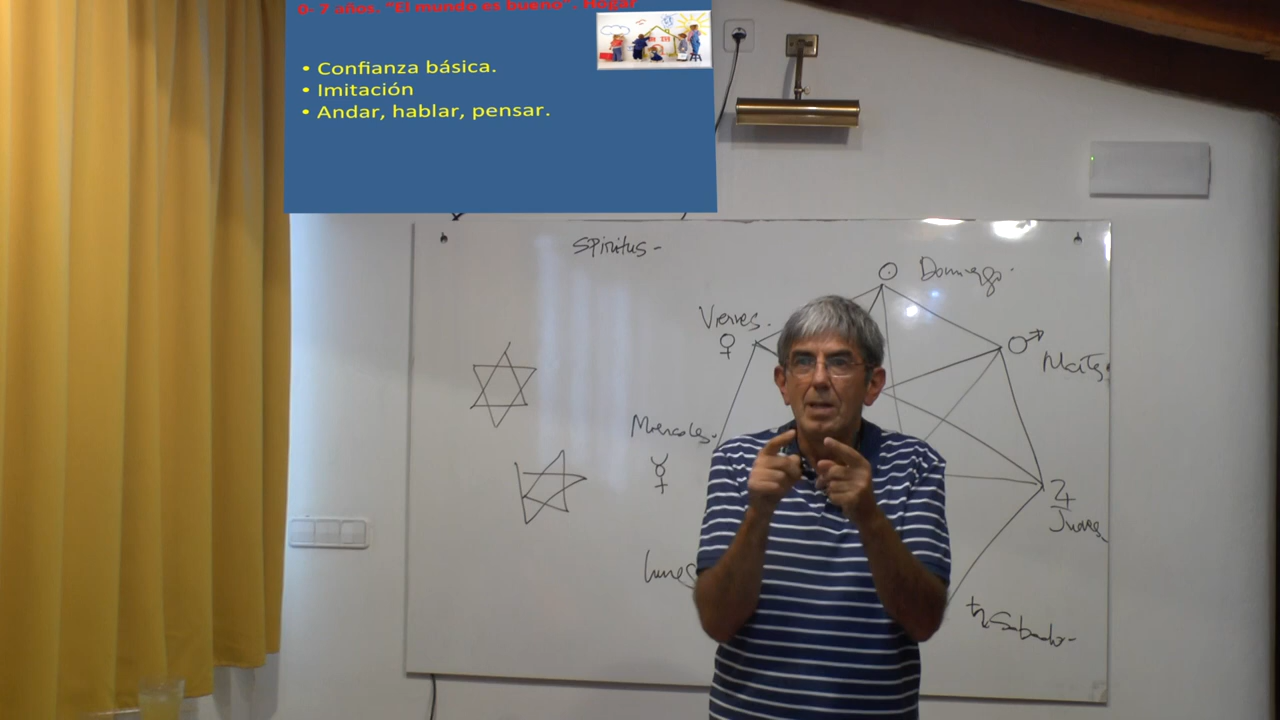 0- 7 años. "El mundo es bueno". Hogar
• Confianza básica.
• Imitación
• Andar, hablar, pensar.
Spiritus-
Domingo.
Viernes.
Martes.
Miercoles.
Jueves
Lunes
Sabado-